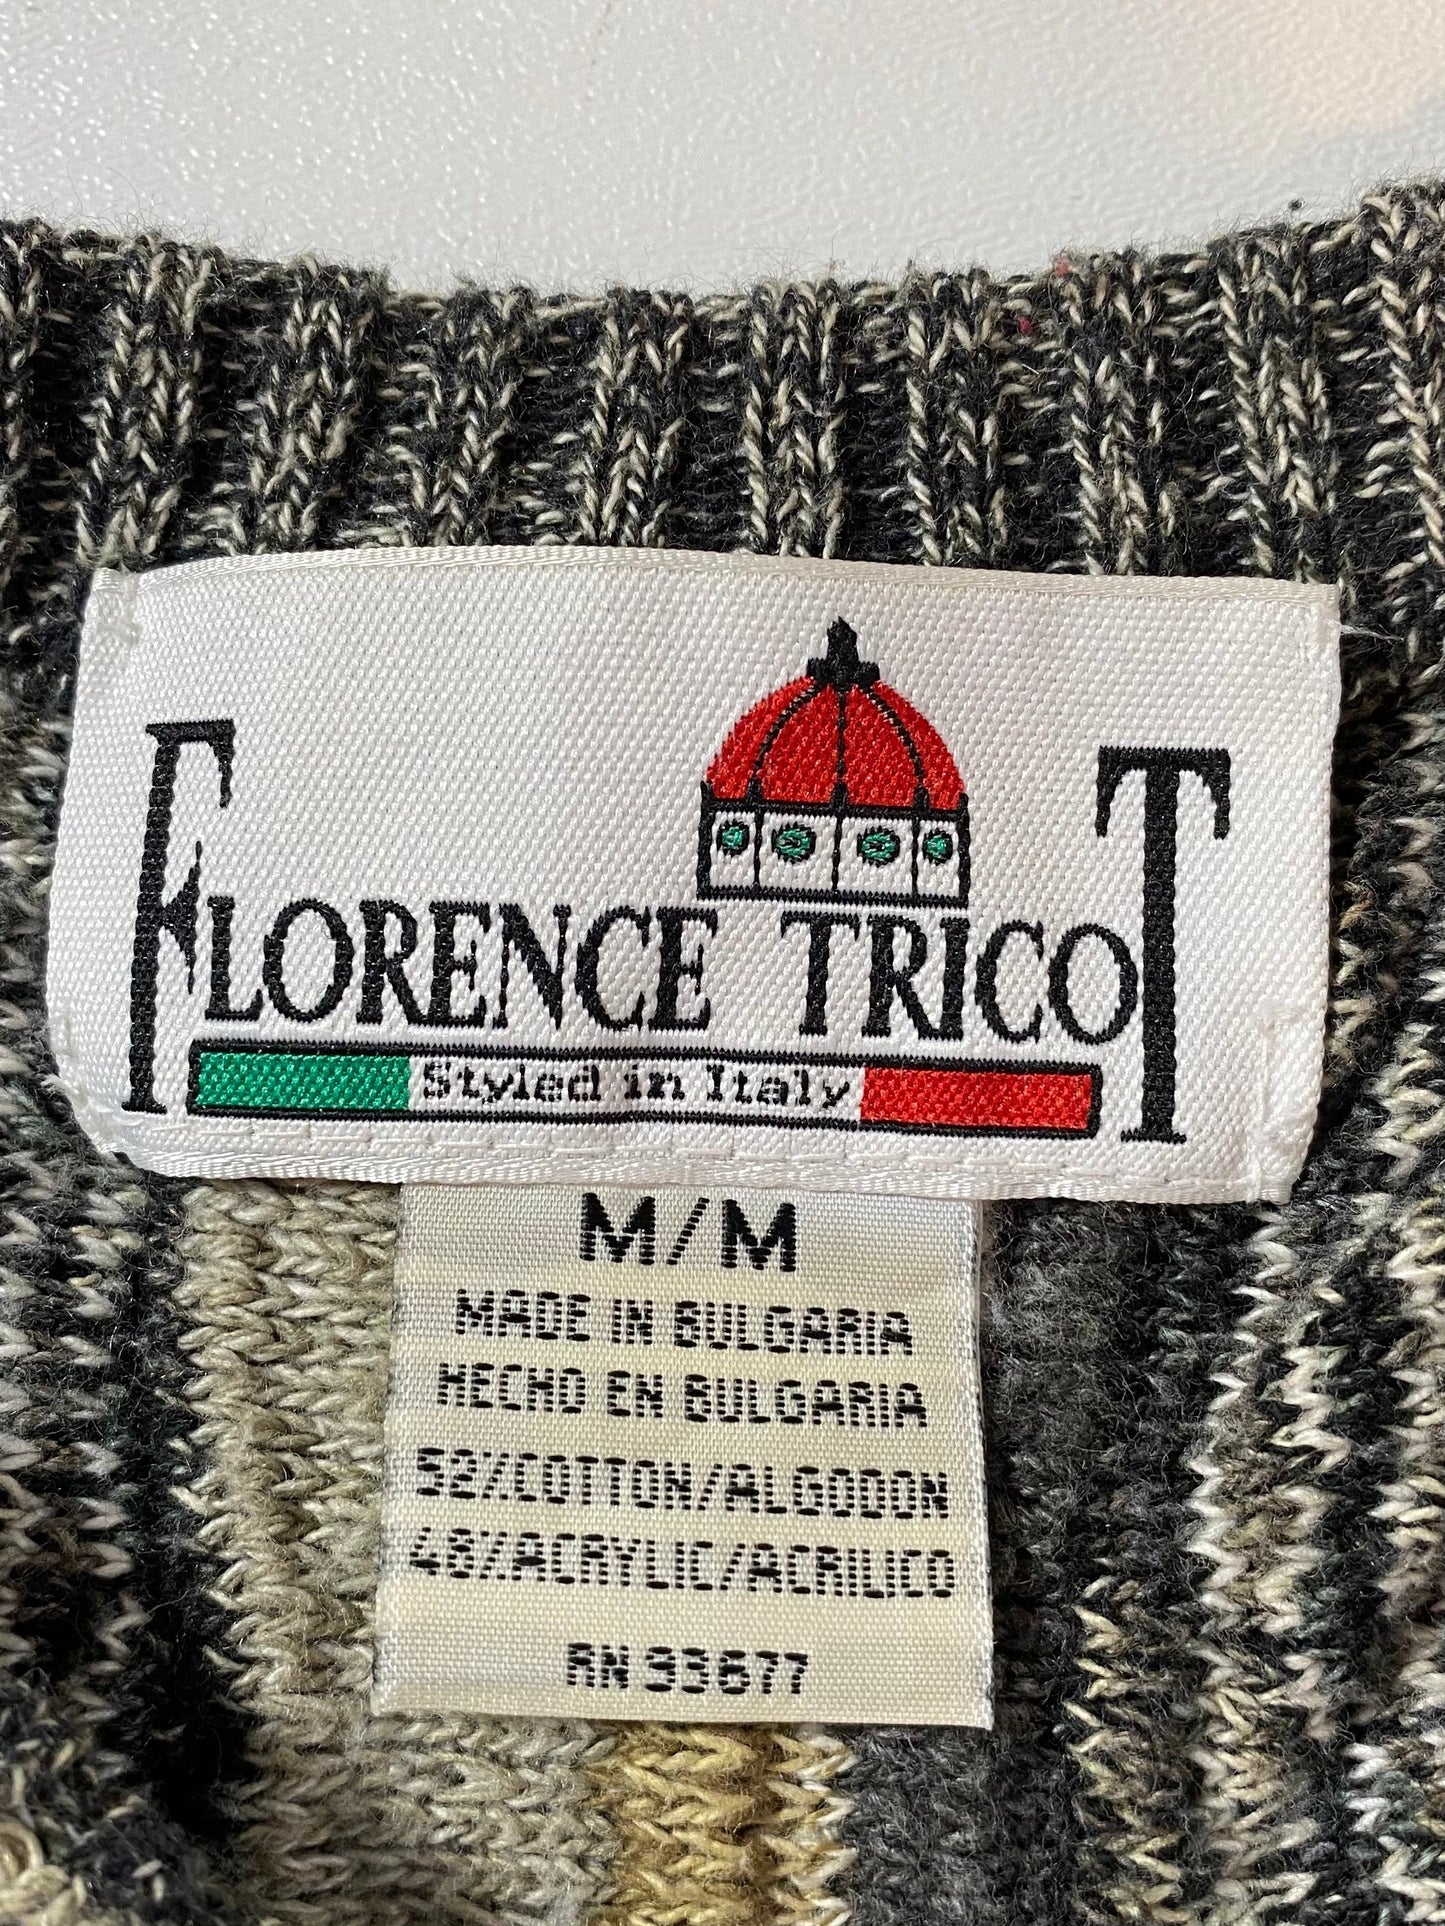 FLORENCE TRICOT
Styled in Italy
M/M
MADE IN BULGARIA
HECHO EN BULGARIA
52%COTTON/ALGODON
48%ACRYLIC/ACRILICO
RN 93677